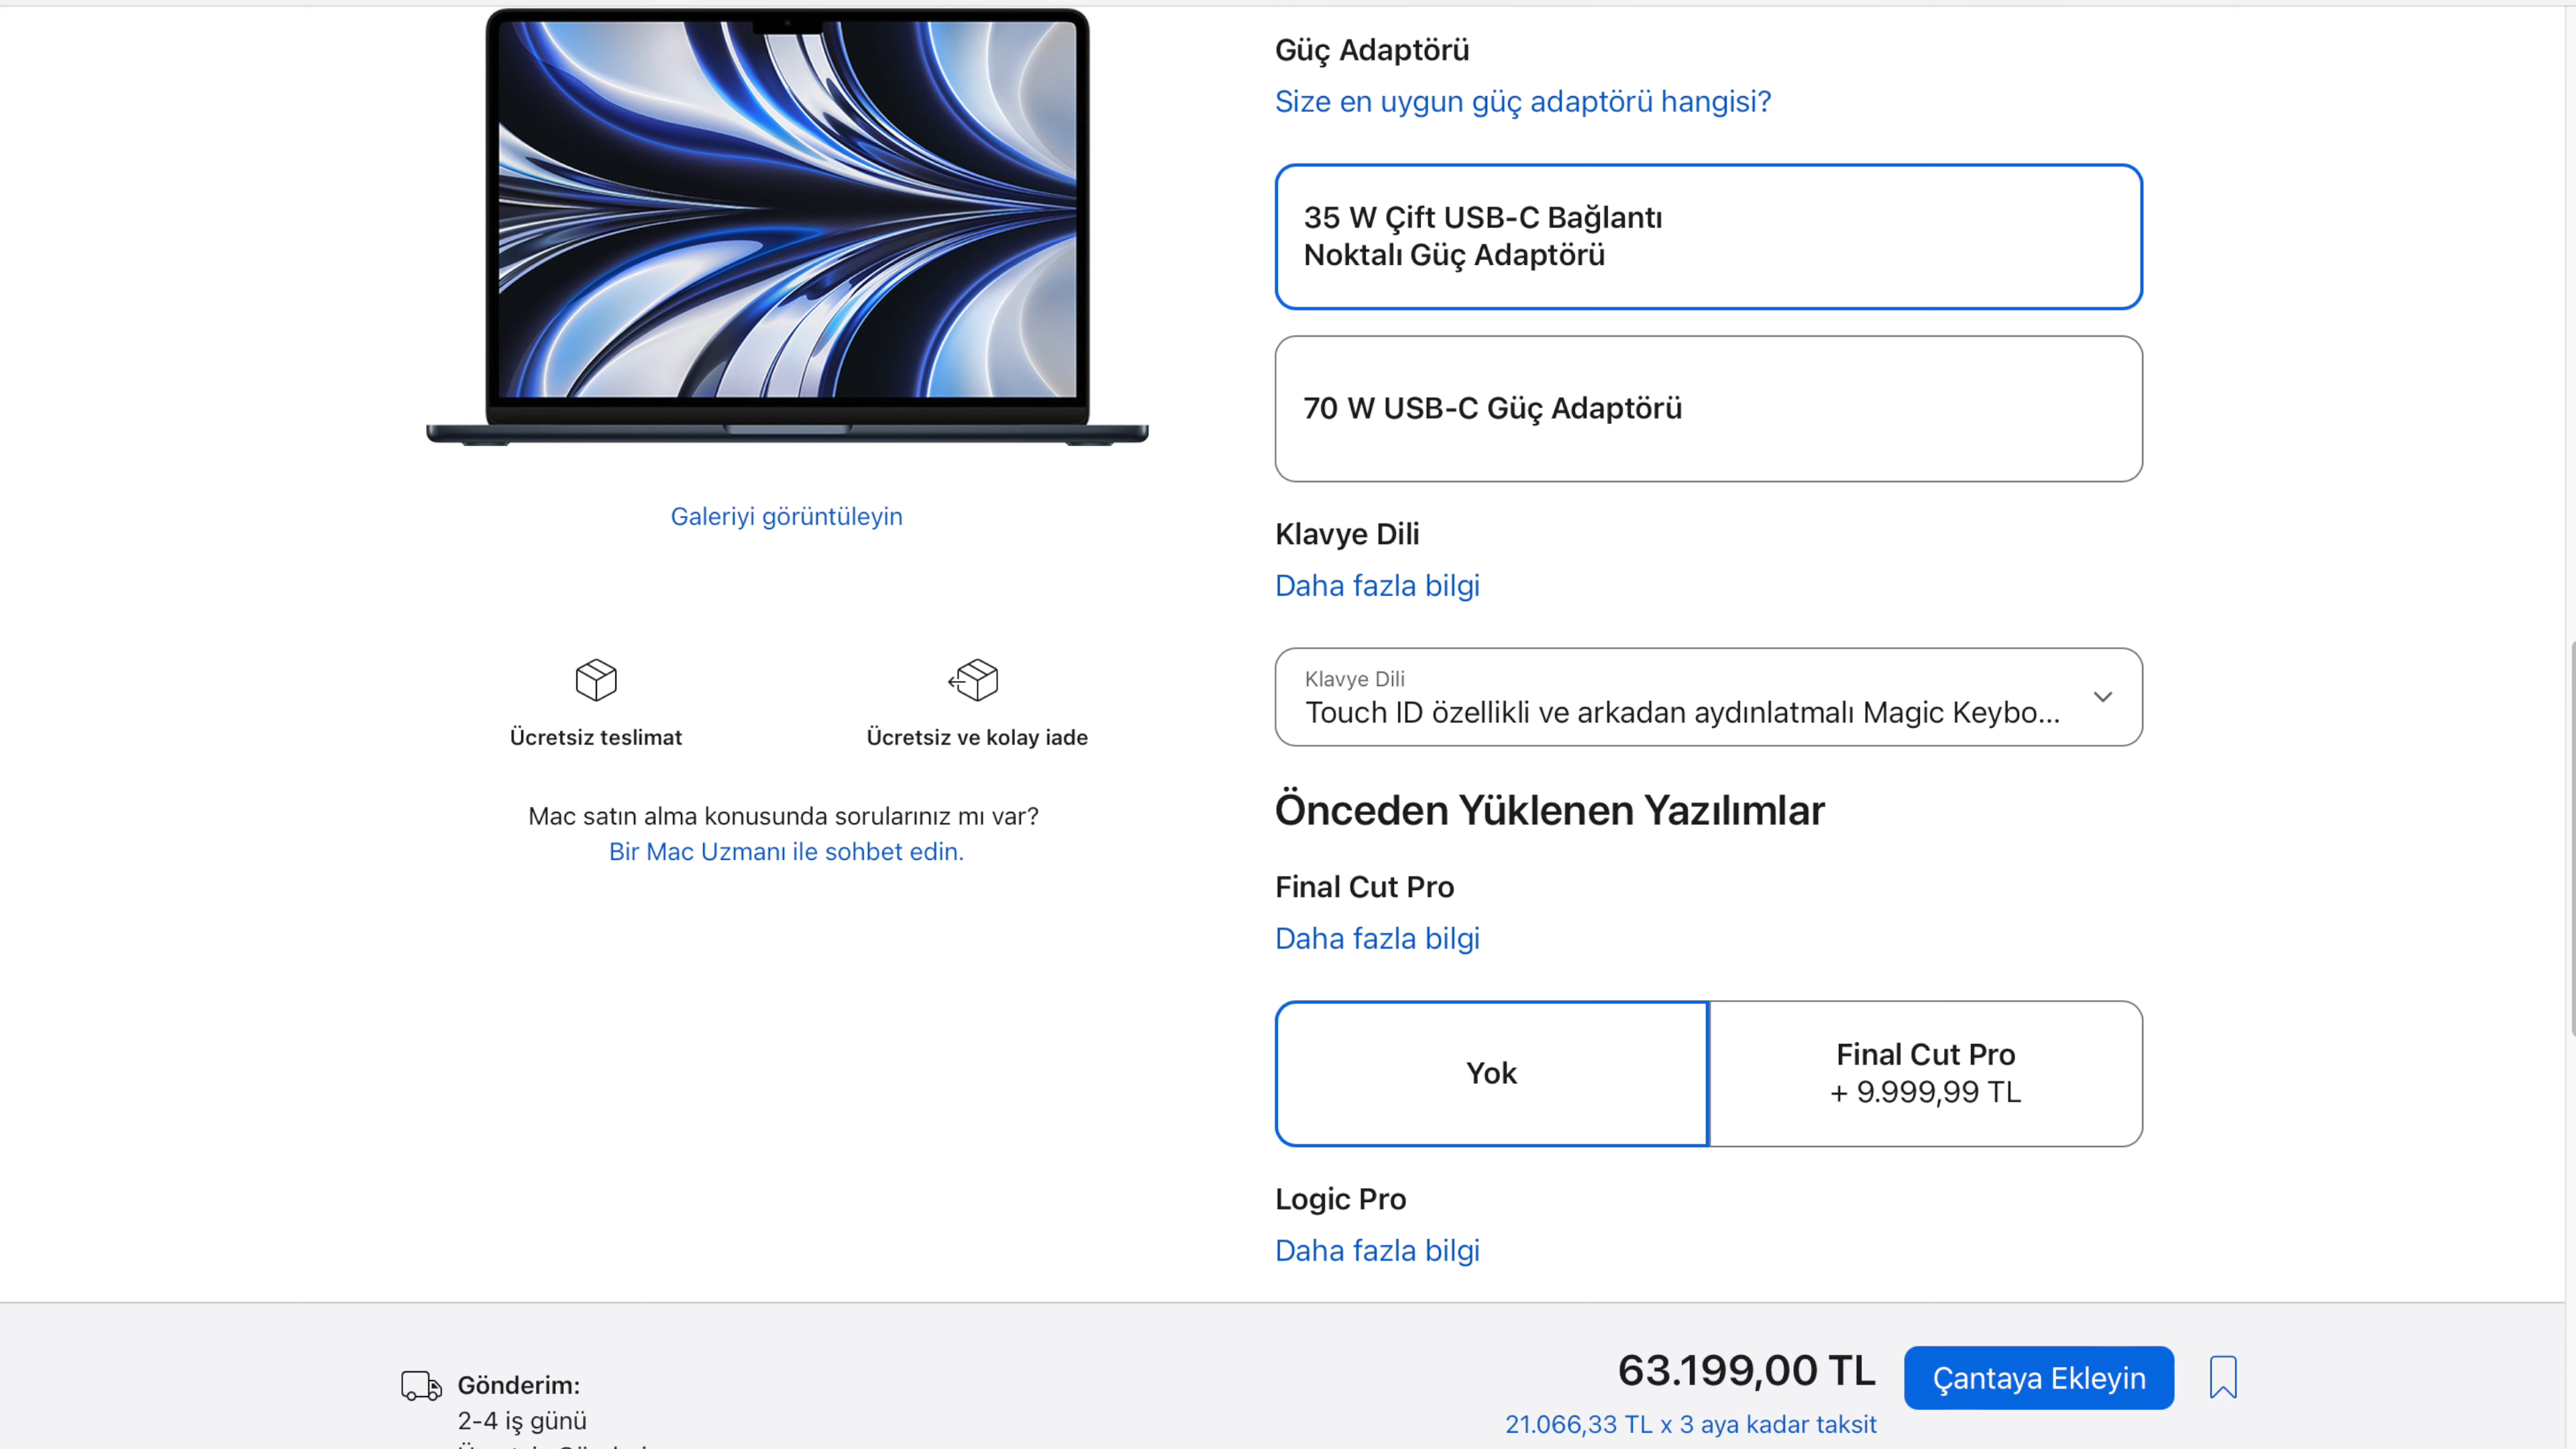 Galeriyi görüntüleyin
Ücretsiz teslimat
Ücretsiz ve kolay iade
Mac satın alma konusunda sorularınız mı var?
Bir Mac Uzmanı ile sohbet edin.
Güç Adaptörü
Size en uygun güç adaptörü hangisi?
35 W Çift USB-C Bağlantı
Noktalı Güç Adaptörü
70 W USB-C Güç Adaptörü
Klavye Dili
Daha fazla bilgi
Klavye Dili
Touch ID özellikli ve arkadan aydınlatmalı Magic Keybo...
Önceden Yüklenen Yazılımlar
Final Cut Pro
Daha fazla bilgi
Yok
Final Cut Pro
+ 9.999,99 TL
Logic Pro
Daha fazla bilgi
Gönderim:
2-4 iş günü
63.199,00 TL
21.066,33 TL x 3 aya kadar taksit
Çantaya Ekleyin